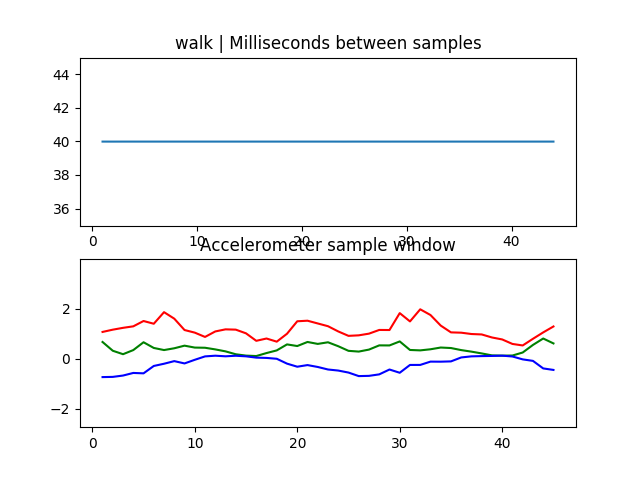 walk | Milliseconds between samples
44
42
40
38
36
0 10 20 30 40
Accelerometer sample window
2
0
−2
0 10 20 30 40